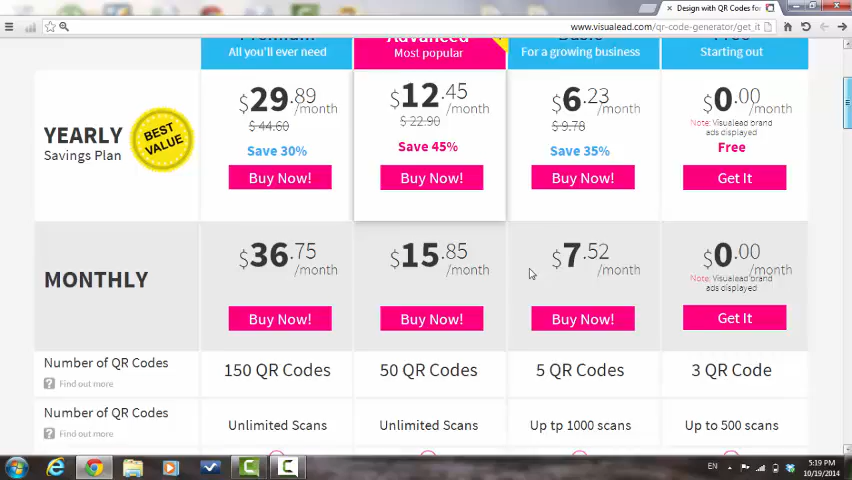 Design with QR Codes for
www.visualead.com/qr-code-generator/get_it
Premium Advanced Basic Free
All you'll ever need Most popular For a growing business Starting out
YEARLY
Savings Plan
BEST
VALUE
$29.89/month
$ 44.60
Save 30%
Buy Now!
$12.45/month
$ 22.90
Save 45%
Buy Now!
$6.23/month
$ 9.78
Save 35%
Buy Now!
$0.00/month
Note: Visualead brand
ads displayed
Free
Get It
MONTHLY
$36.75/month
Buy Now!
$15.85/month
Buy Now!
$7.52/month
Buy Now!
$0.00/month
Note: Visualead brand
ads displayed
Get It
Number of QR Codes
? Find out more
150 QR Codes 50 QR Codes 5 QR Codes 3 QR Code
Number of QR Codes
? Find out more
Unlimited Scans Unlimited Scans Up tp 1000 scans Up to 500 scans
EN
5:19 PM
10/19/2014